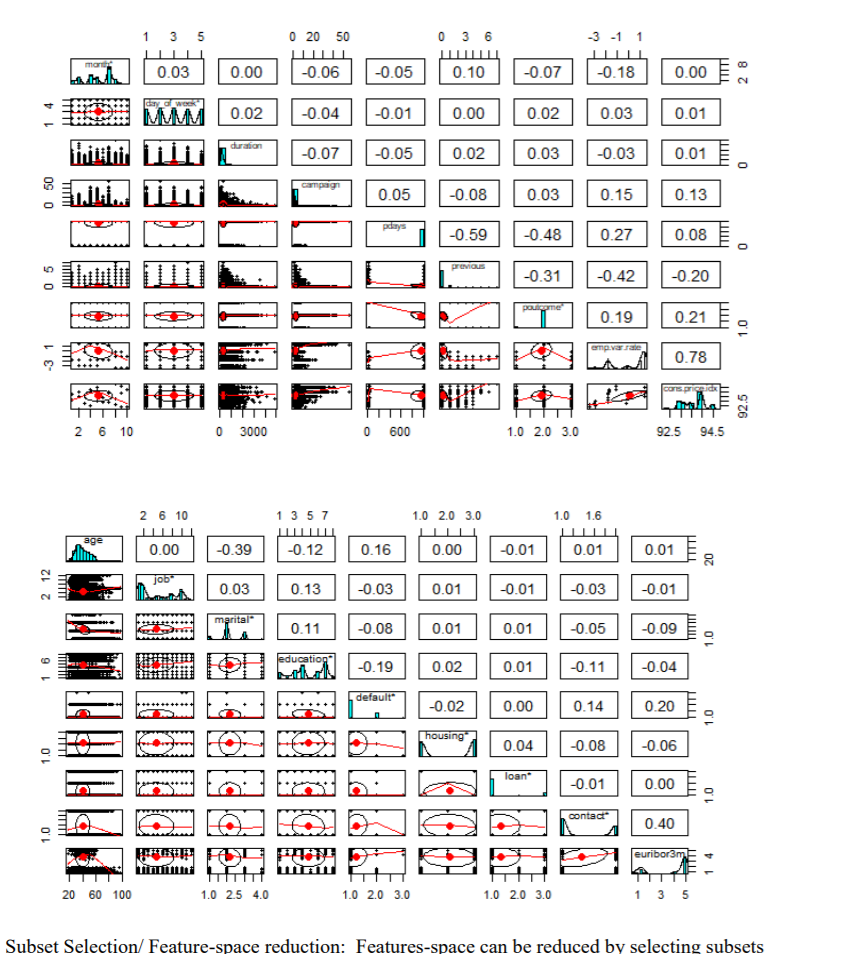 1 3 5 0 20 50 0 3 6 -3 -1 1
month* 0.03 0.00 -0.06 -0.05 0.10 -0.07 -0.18 0.00 2 8
1 4 day_of_week* 0.02 -0.04 -0.01 0.00 0.02 0.03 0.01
duration -0.07 -0.05 0.02 0.03 -0.03 0.01 0
0 50 campaign 0.05 -0.08 0.03 0.15 0.13
pdays -0.59 -0.48 0.27 0.08 0
0 5 previous -0.31 -0.42 -0.20
poutcome* 0.19 0.21 1.0
-3 1 emp.var.rate 0.78
cons.price.idx 92.5
2 6 10 0 3000 0 600 1.0 2.0 3.0 92.5 94.5
2 6 10 1 3 5 7 1.0 2.0 3.0 1.0 1.6
age 0.00 -0.39 -0.12 0.16 0.00 -0.01 0.01 0.01 20
2 12 job* 0.03 0.13 -0.03 0.01 -0.01 -0.03 -0.01
marital* 0.11 -0.08 0.01 0.01 -0.05 -0.09 1.0
1 6 education* -0.19 0.02 0.01 -0.11 -0.04
default* -0.02 0.00 0.14 0.20 1.0
1.0 housing* 0.04 -0.08 -0.06
loan* -0.01 0.00 1.0
1.0 contact* 0.40
euribor3m 1 4
20 60 100 1.0 2.5 4.0 1.0 2.0 3.0 1.0 2.0 3.0 1 3 5
Subset Selection/ Feature-space reduction: Features-space can be reduced by selecting subsets